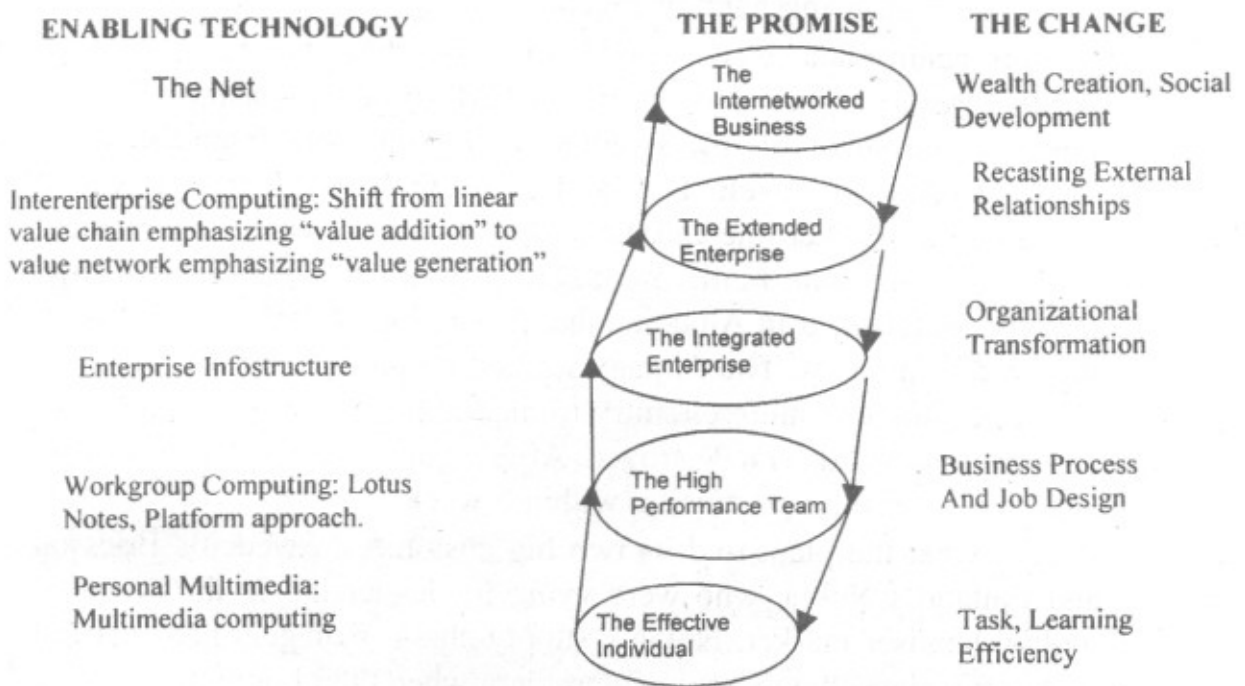 ENABLING TECHNOLOGY
THE PROMISE
THE CHANGE
The Net
The
Internetworked
Business
Wealth Creation, Social
Development
Interenterprise Computing: Shift from linear
value chain emphasizing “value addition” to
value network emphasizing “value generation”
The Extended
Enterprise
Recasting External
Relationships
Enterprise Infostructure
The Integrated
Enterprise
Organizational
Transformation
Workgroup Computing: Lotus
Notes, Platform approach.
The High
Performance Team
Business Process
And Job Design
Personal Multimedia:
Multimedia computing
The Effective
Individual
Task, Learning
Efficiency